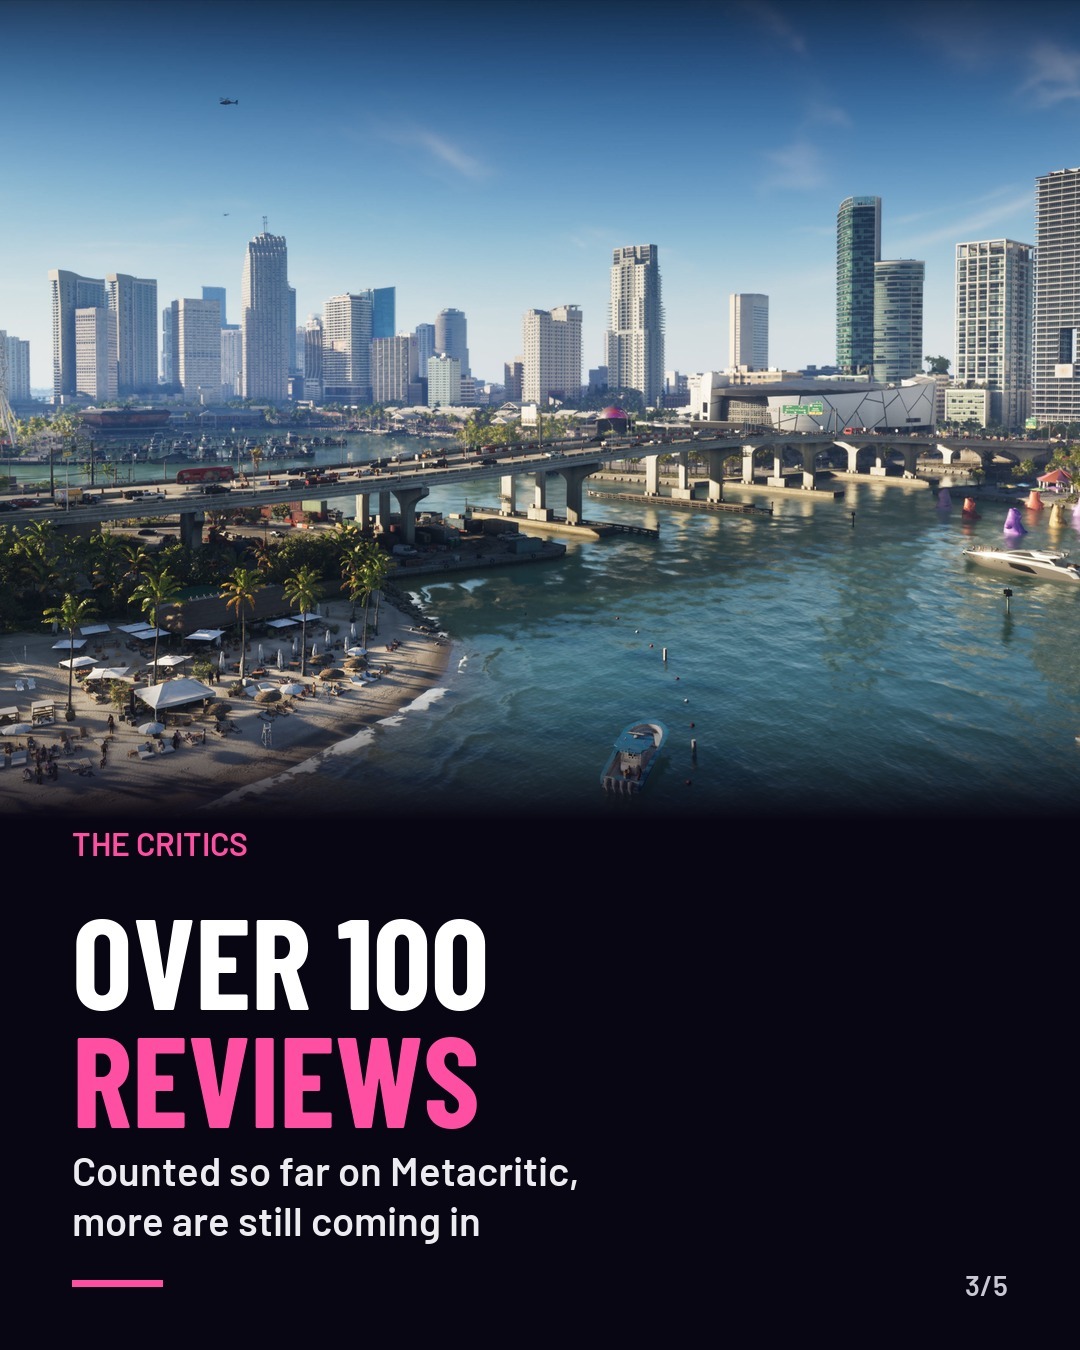 THE CRITICS
OVER 100
REVIEWS
Counted so far on Metacritic,
more are still coming in
3/5